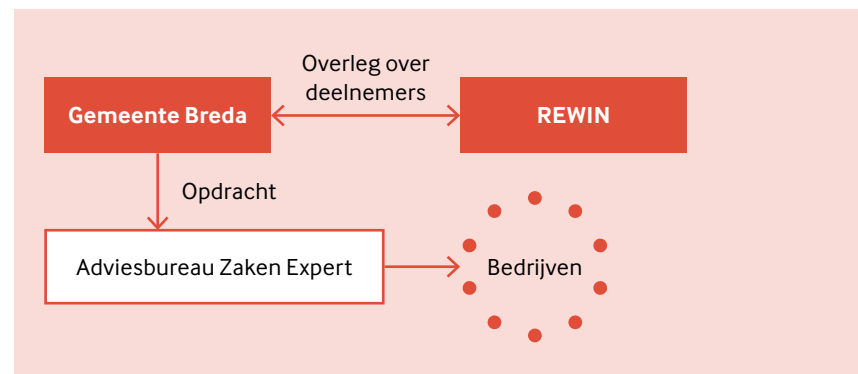 Overleg over
deelnemers
Gemeente Breda
REWIN
Opdracht
Adviesbureau Zaken Expert
Bedrijven